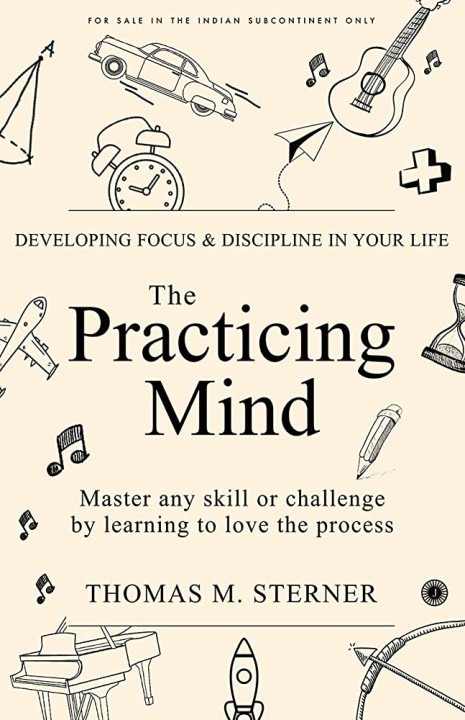 FOR SALE IN THE INDIAN SUBCONTINENT ONLY
A
DEVELOPING FOCUS & DISCIPLINE IN YOUR LIFE
The
Practicing
Mind
Master any skill or challenge
by learning to love the process
THOMAS M. STERNER
J